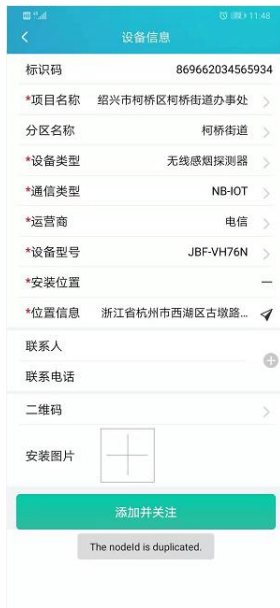 11:48
设备信息
标识码 869662034565934
*项目名称 绍兴市柯桥区柯桥街道办事处
分区名称 柯桥街道
*设备类型 无线感烟探测器
*通信类型 NB-IOT
*运营商 电信
*设备型号 JBF-VH76N
*安装位置
*位置信息 浙江省杭州市西湖区古墩路...
联系人
联系电话
二维码
安装图片
添加并关注
The nodeId is duplicated.